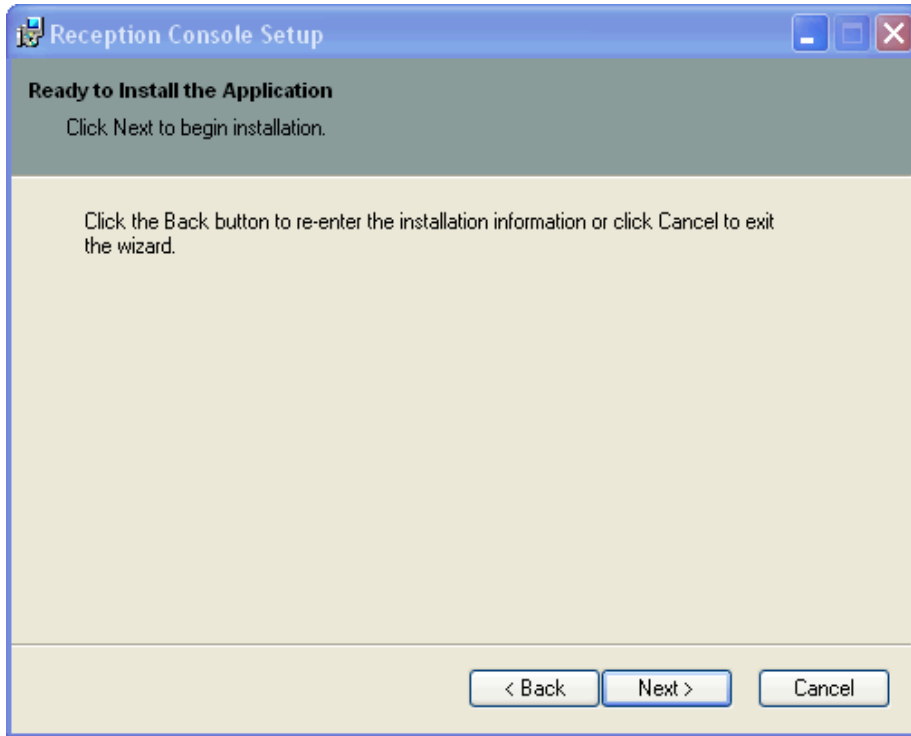 Reception Console Setup
Ready to Install the Application
Click Next to begin installation.
Click the Back button to re-enter the installation information or click Cancel to exit
the wizard.
< Back
Next >
Cancel